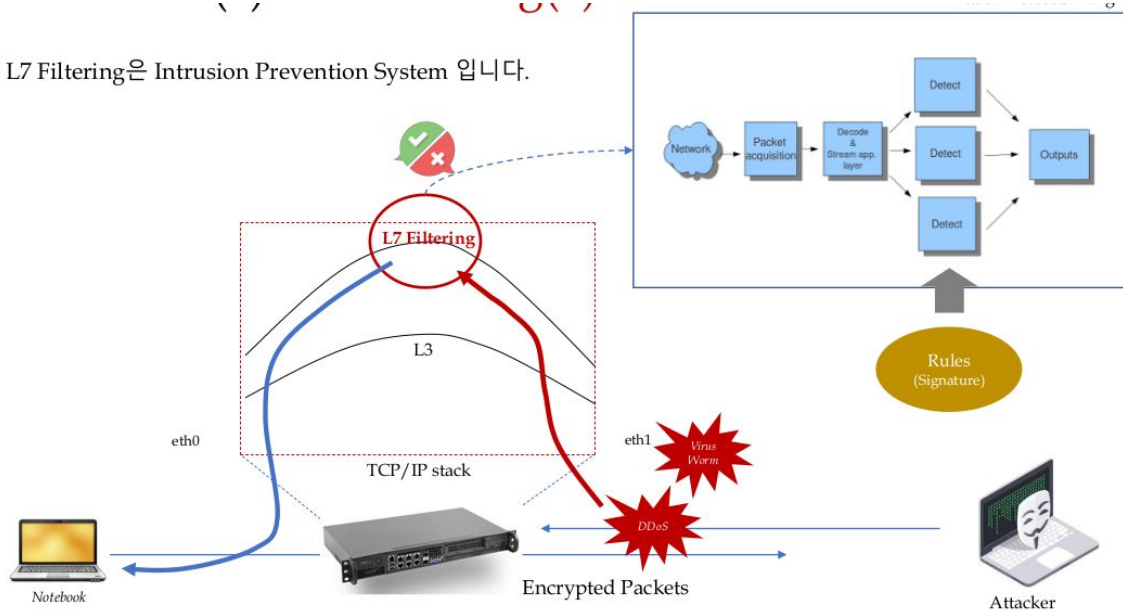 L7 Filtering은 Intrusion Prevention System 입니다.
Network
Packet
acquisition
Decode
&
Stream app.
layer
Detect
Detect
Detect
Outputs
L7 Filtering
L3
Rules
(Signature)
eth0
eth1
Virus
Worm
TCP/IP stack
DDoS
Encrypted Packets
Notebook
Attacker